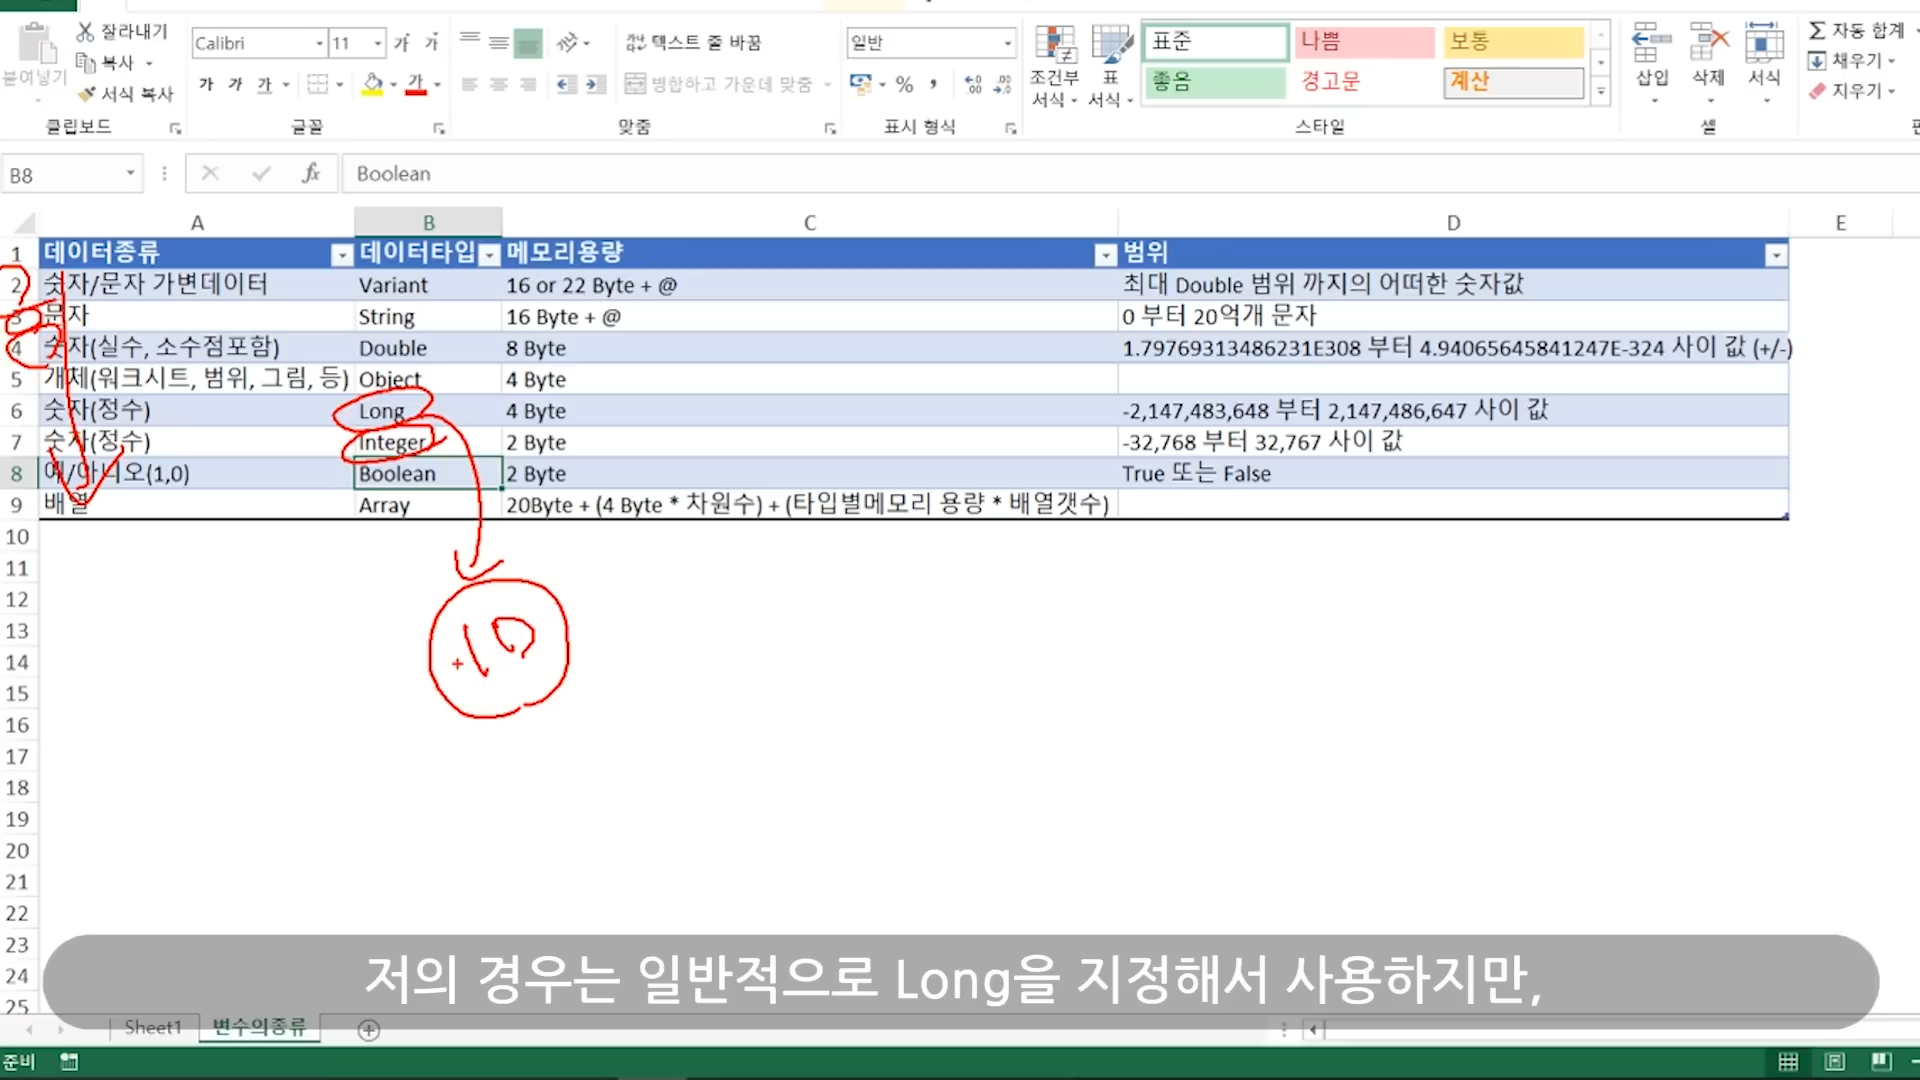 잘라내기
복사
서식 복사
붙여넣기
클립보드
Calibri
11
가 가 가
글꼴
텍스트 줄 바꿈
병합하고 가운데 맞춤
맞춤
일반
표시 형식
조건부 서식
표 서식
표준
나쁨
보통
좋음
경고문
계산
스타일
삽입
삭제
서식
셀
자동 합계
채우기
지우기
B8
fx
Boolean
A B C D E
1 데이터종류 데이터타입 메모리용량 범위
2 숫자/문자 가변데이터 Variant 16 or 22 Byte + @ 최대 Double 범위 까지의 어떠한 숫자값
3 문자 String 16 Byte + @ 0 부터 20억개 문자
4 숫자(실수, 소수점포함) Double 8 Byte 1.79769313486231E308 부터 4.94065645841247E-324 사이 값 (+/-)
5 개체(워크시트, 범위, 그림, 등) Object 4 Byte
6 숫자(정수) Long 4 Byte -2,147,483,648 부터 2,147,486,647 사이 값
7 숫자(정수) Integer 2 Byte -32,768 부터 32,767 사이 값
8 예/아니오(1,0) Boolean 2 Byte True 또는 False
9 배열 Array 20Byte + (4 Byte * 차원수) + (타입별메모리 용량 * 배열갯수)
10
11
12
13
14
15
16
17
18
19
20
21
22
23
24
25
10
저의 경우는 일반적으로 Long을 지정해서 사용하지만,
Sheet1
변수의종류
준비